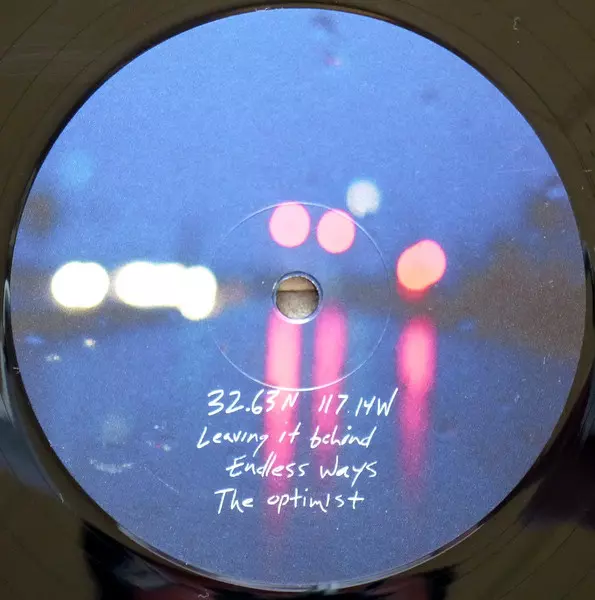 32.63N 117.14W
Leaving it behind
Endless ways
The optimist